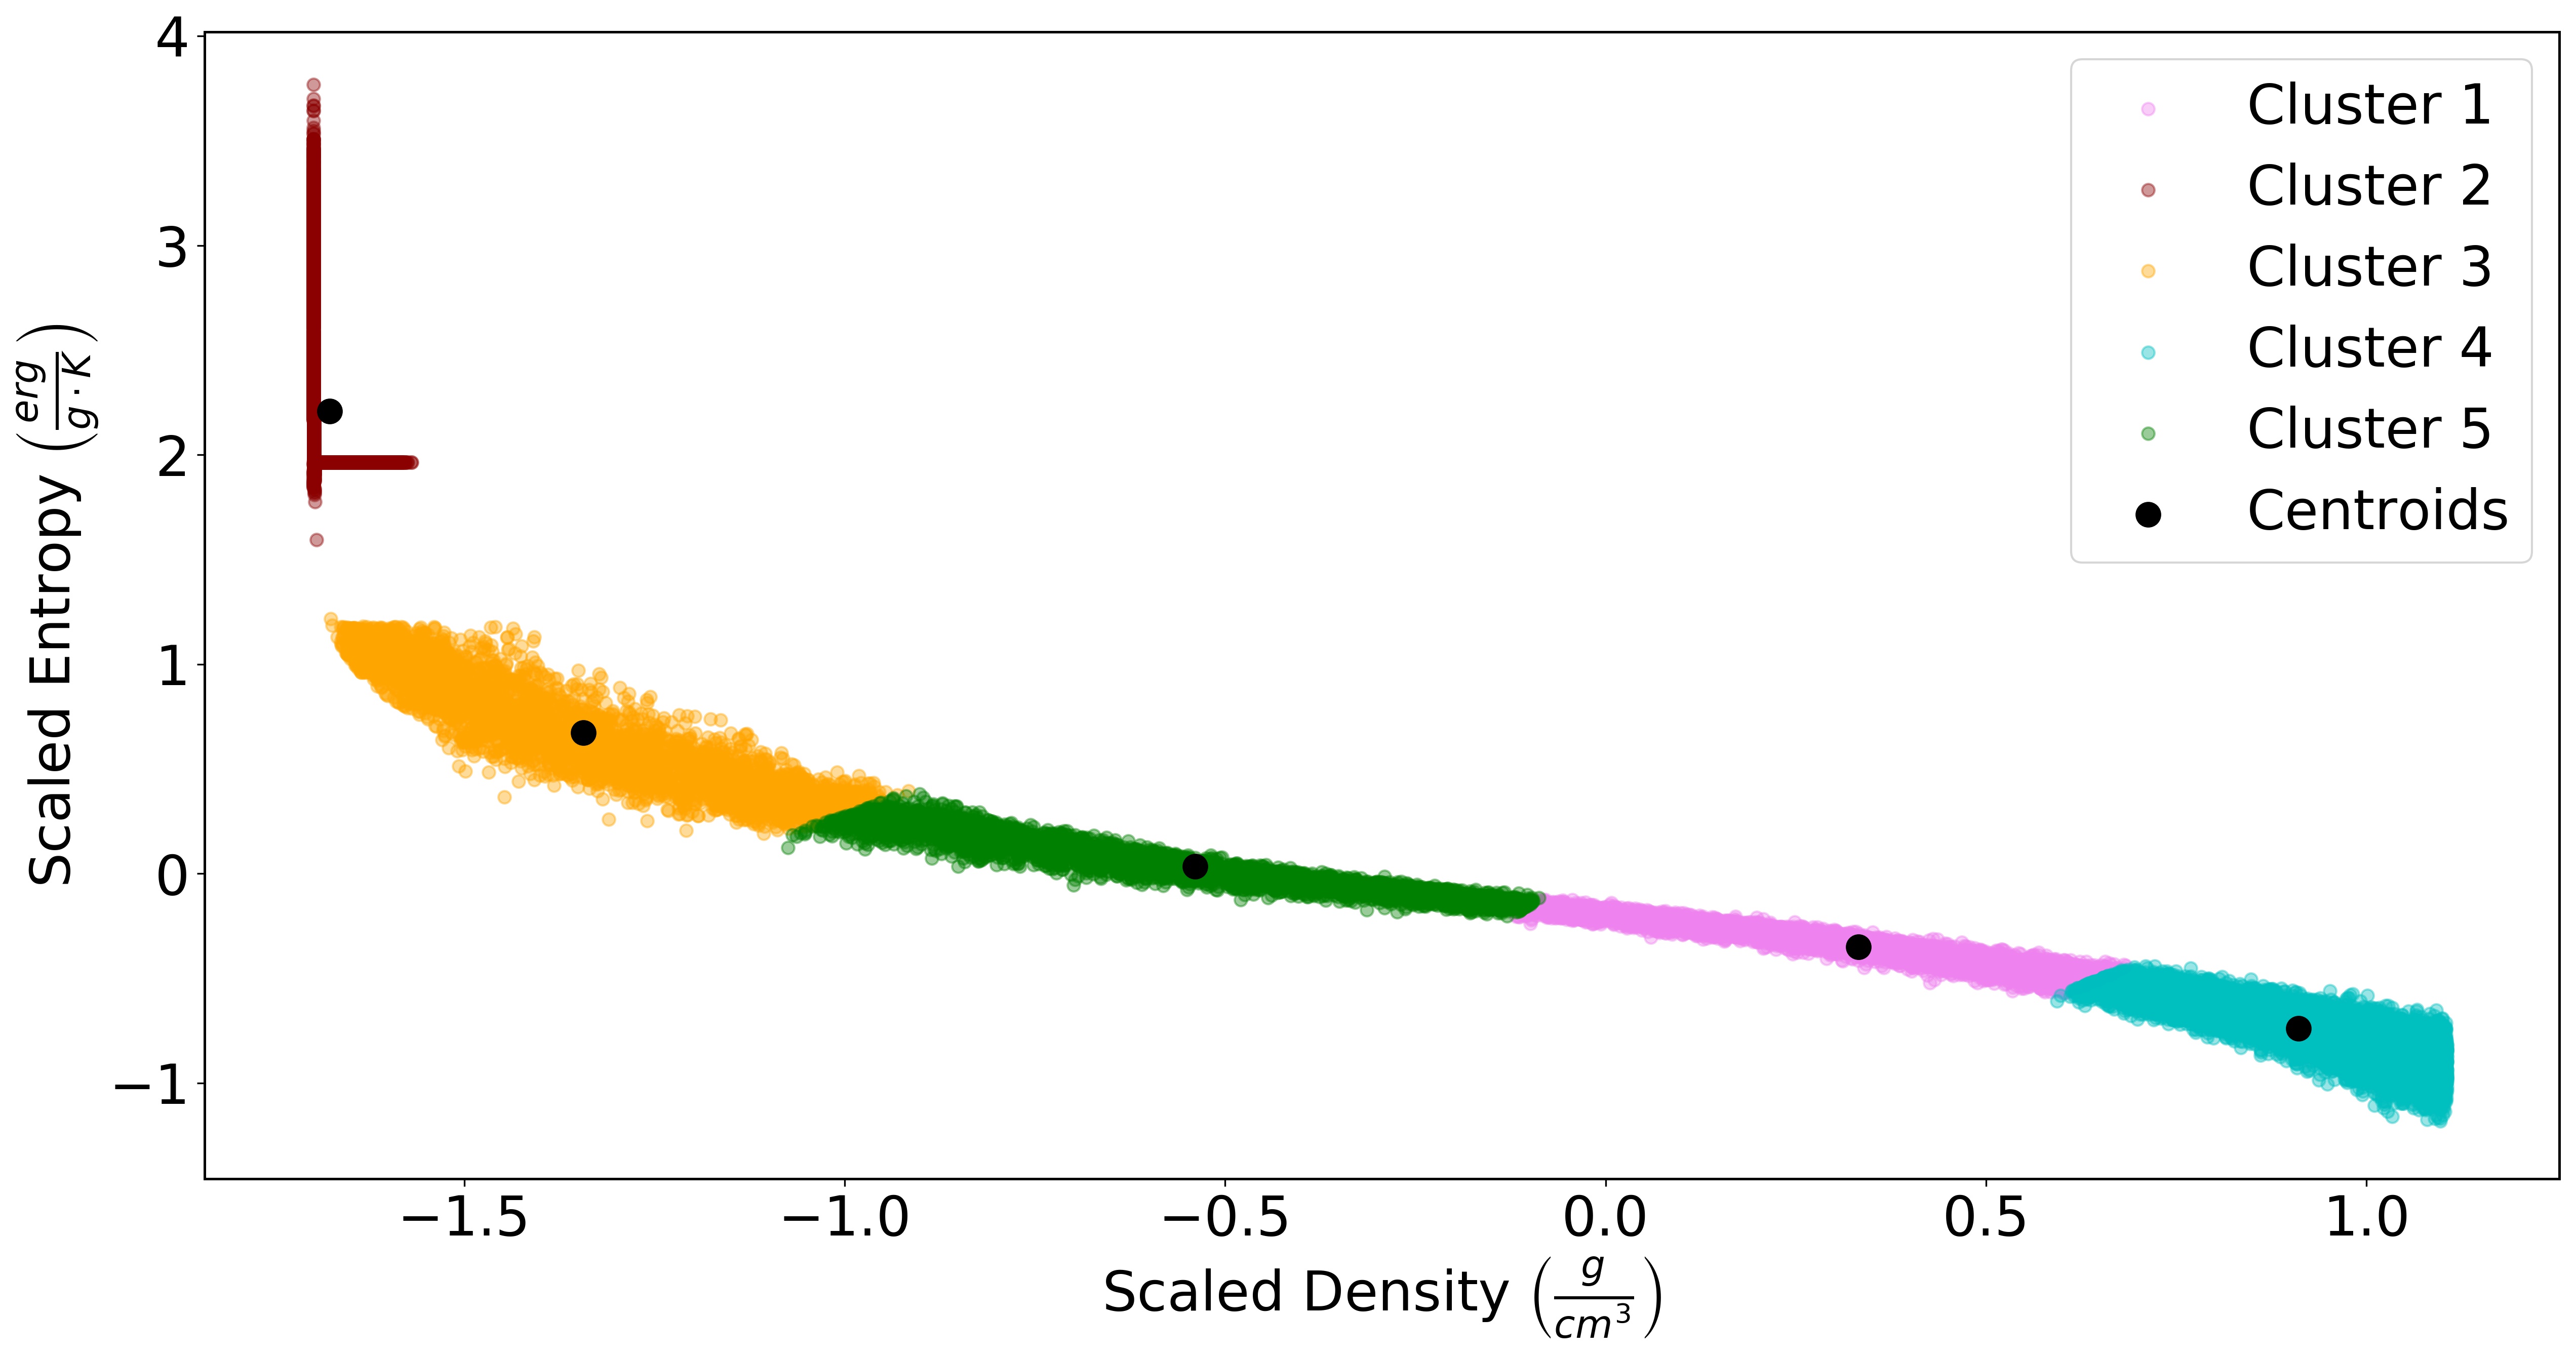 4
3
2
1
0
−1
Scaled Entropy (erg/g·K)
Cluster 1
Cluster 2
Cluster 3
Cluster 4
Cluster 5
Centroids
−1.5 −1.0 −0.5 0.0 0.5 1.0
Scaled Density (g/cm³)